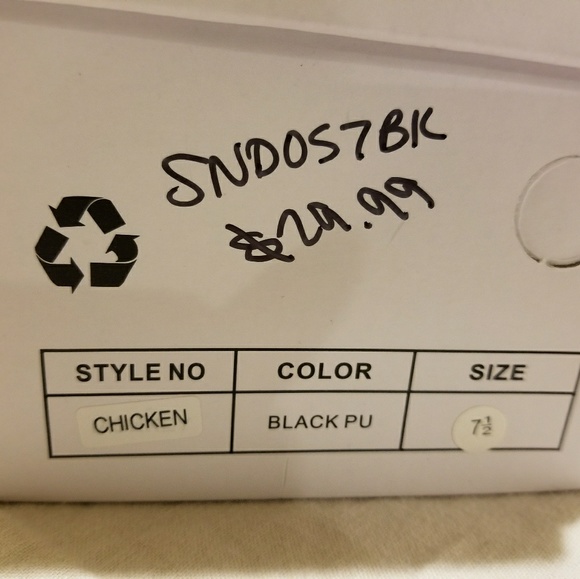 SND057BK
$29.99
STYLE NO COLOR SIZE
CHICKEN BLACK PU 7½